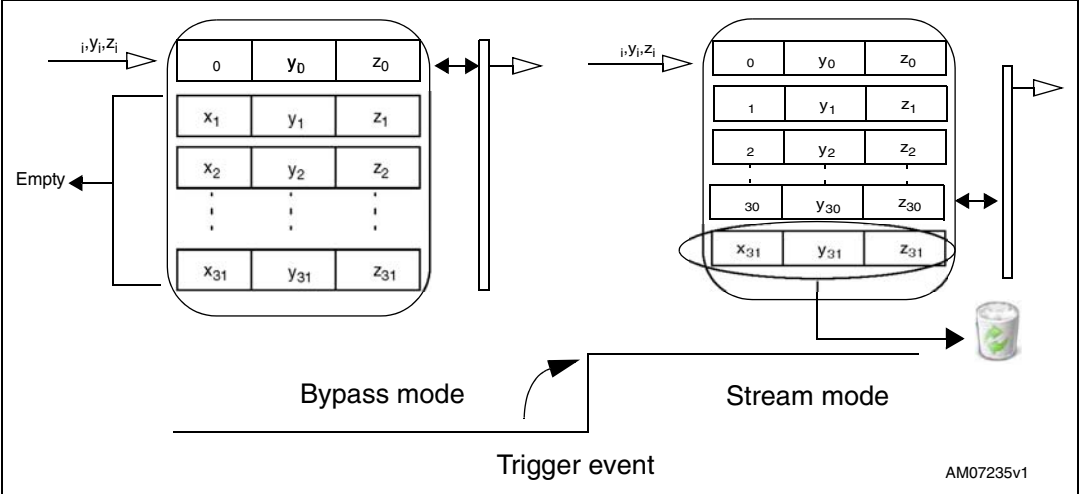 i,yi,zi
0 y0 z0
x1 y1 z1
x2 y2 z2
x31 y31 z31
Empty
i,yi,zi
0 y0 z0
1 y1 z1
2 y2 z2
30 y30 z30
x31 y31 z31
Bypass mode
Stream mode
Trigger event
AM07235v1